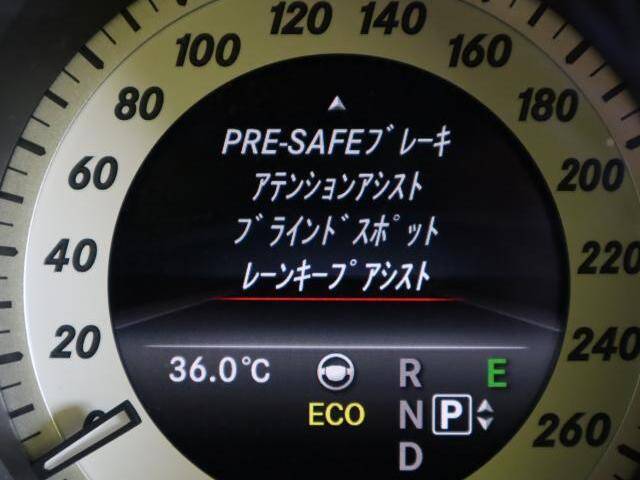 120 140
100 160
80 180
60 200
40 220
20 240
0 260
PRE-SAFEブレーキ
アテンションアシスト
ブラインドスポット
レーンキープアシスト
36.0℃ R E
ECO N P
D